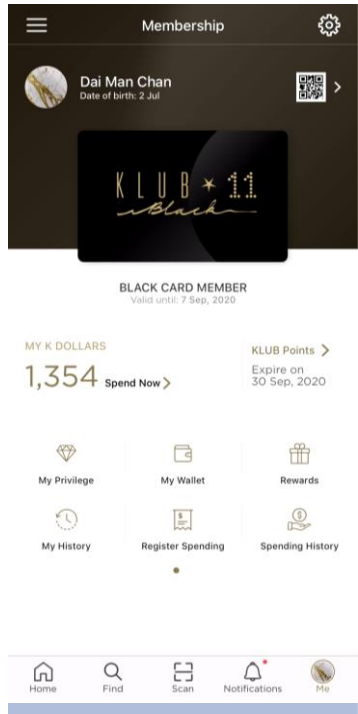 Membership
Dai Man Chan
Date of birth: 2 Jul
KLUB 11
Black
BLACK CARD MEMBER
Valid until: 7 Sep, 2020
MY K DOLLARS
1,354 Spend Now >
KLUB Points >
Expire on
30 Sep, 2020
My Privilege
My Wallet
Rewards
My History
Register Spending
Spending History
Home
Find
Scan
Notifications
Me